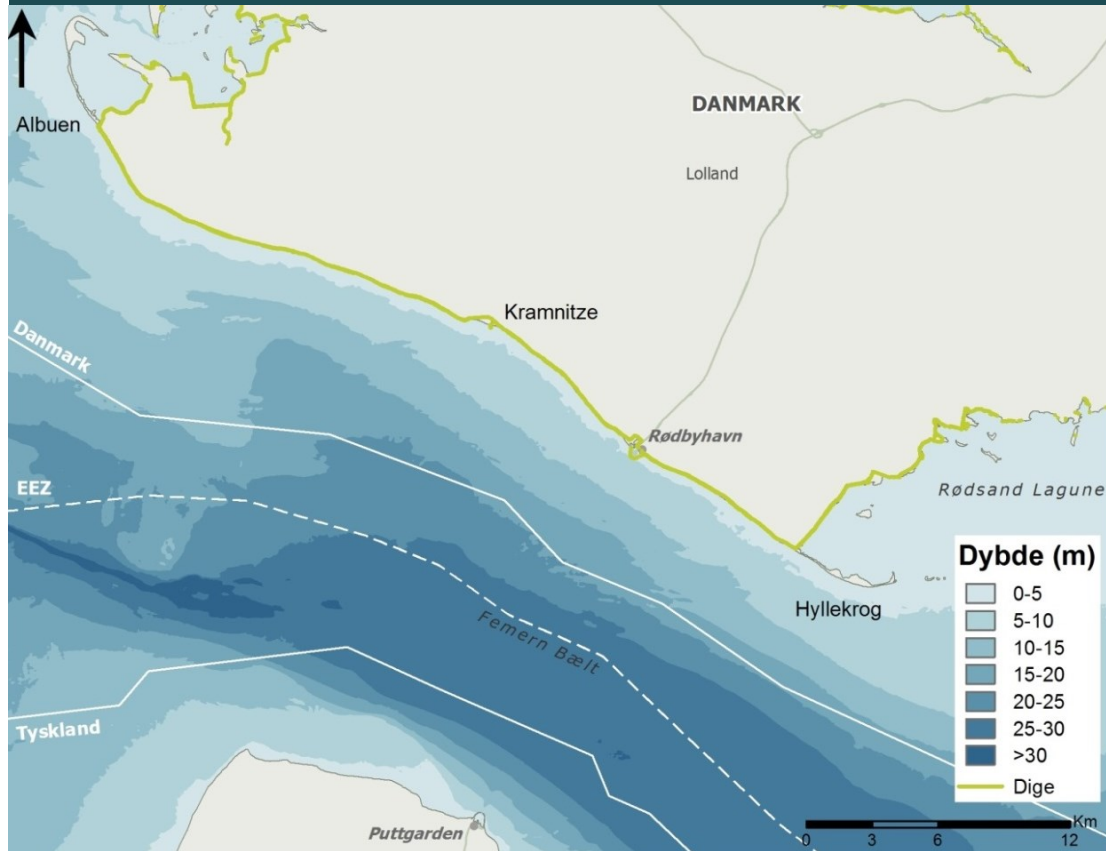 Albuen
DANMARK
Lolland
Kramnitze
Danmark
Rødbyhavn
EEZ
Rødsand Lagune
Femern Bælt
Hyllekrog
Tyskland
Puttgarden
Dybde (m)
0-5
5-10
10-15
15-20
20-25
25-30
>30
Dige
Km
0 3 6 12